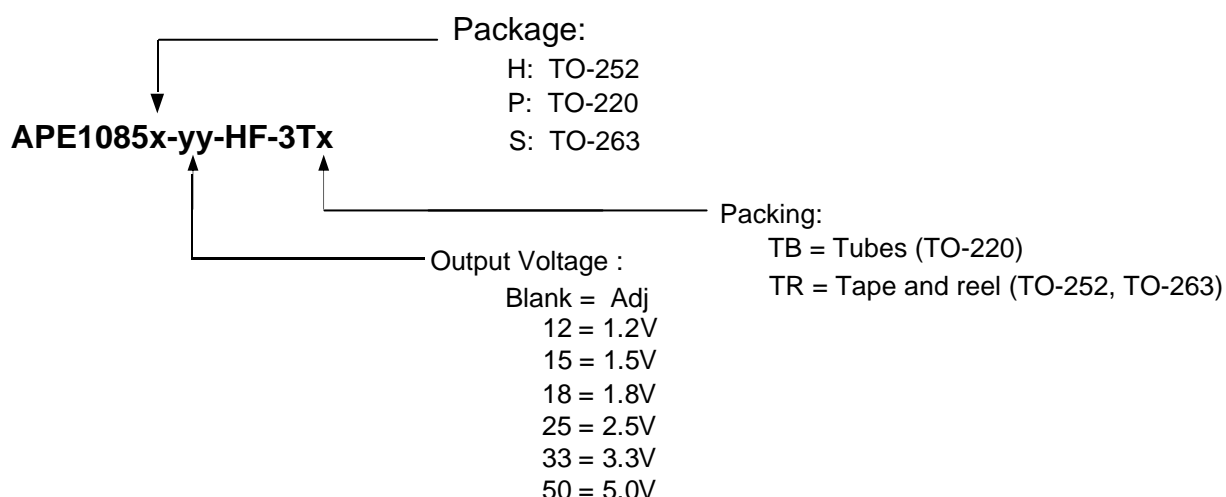 Package:
H: TO-252
P: TO-220
S: TO-263
APE1085x-yy-HF-3Tx
Packing:
TB = Tubes (TO-220)
TR = Tape and reel (TO-252, TO-263)
Output Voltage :
Blank = Adj
12 = 1.2V
15 = 1.5V
18 = 1.8V
25 = 2.5V
33 = 3.3V
50 = 5.0V